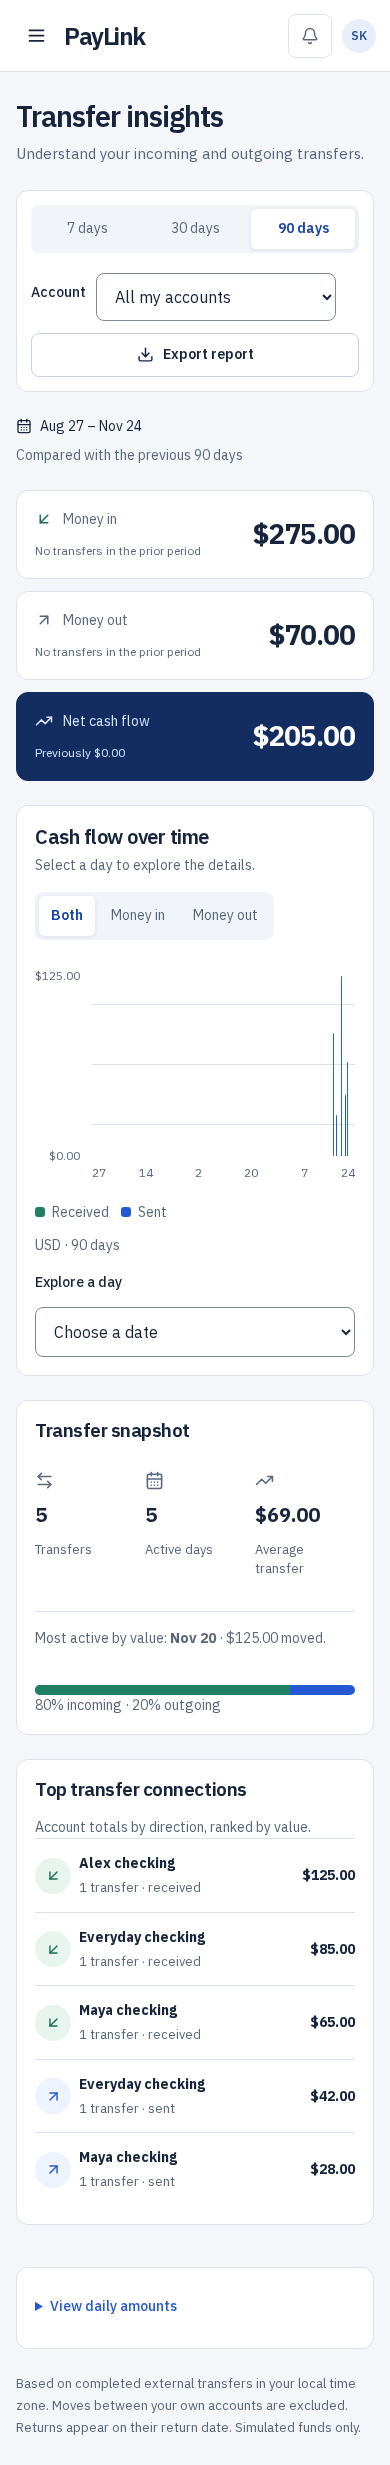 PayLink
SK
Transfer insights
Understand your incoming and outgoing transfers.
7 days 30 days 90 days
Account All my accounts
Export report
Aug 27 – Nov 24
Compared with the previous 90 days
Money in
No transfers in the prior period
$275.00
Money out
No transfers in the prior period
$70.00
Net cash flow
Previously $0.00
$205.00
Cash flow over time
Select a day to explore the details.
Both Money in Money out
$125.00
$0.00
27 14 2 20 7 24
Received Sent
USD · 90 days
Explore a day
Choose a date
Transfer snapshot
5 5 $69.00
Transfers Active days Average
transfer
Most active by value: Nov 20 · $125.00 moved.
80% incoming · 20% outgoing
Top transfer connections
Account totals by direction, ranked by value.
Alex checking
1 transfer · received
$125.00
Everyday checking
1 transfer · received
$85.00
Maya checking
1 transfer · received
$65.00
Everyday checking
1 transfer · sent
$42.00
Maya checking
1 transfer · sent
$28.00
View daily amounts
Based on completed external transfers in your local time
zone. Moves between your own accounts are excluded.
Returns appear on their return date. Simulated funds only.